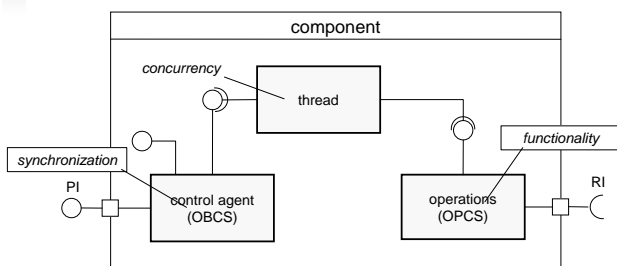 component
concurrency
thread
functionality
synchronization
PI
control agent
(OBCS)
operations
(OPCS)
RI